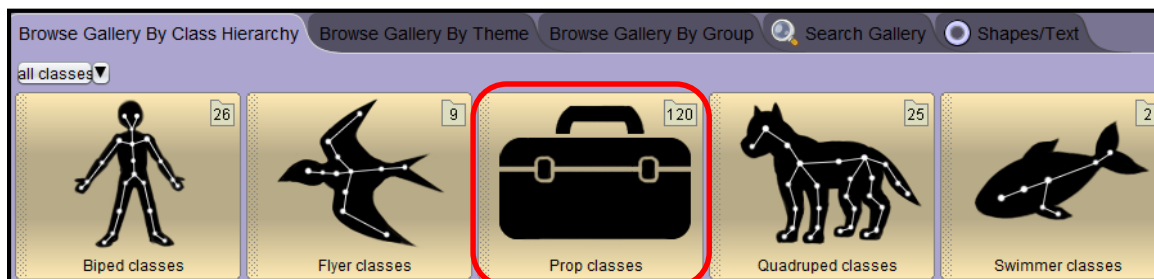 Browse Gallery By Class Hierarchy Browse Gallery By Theme Browse Gallery By Group Search Gallery Shapes/Text
all classes
26 9 120 25 2
Biped classes Flyer classes Prop classes Quadruped classes Swimmer classes